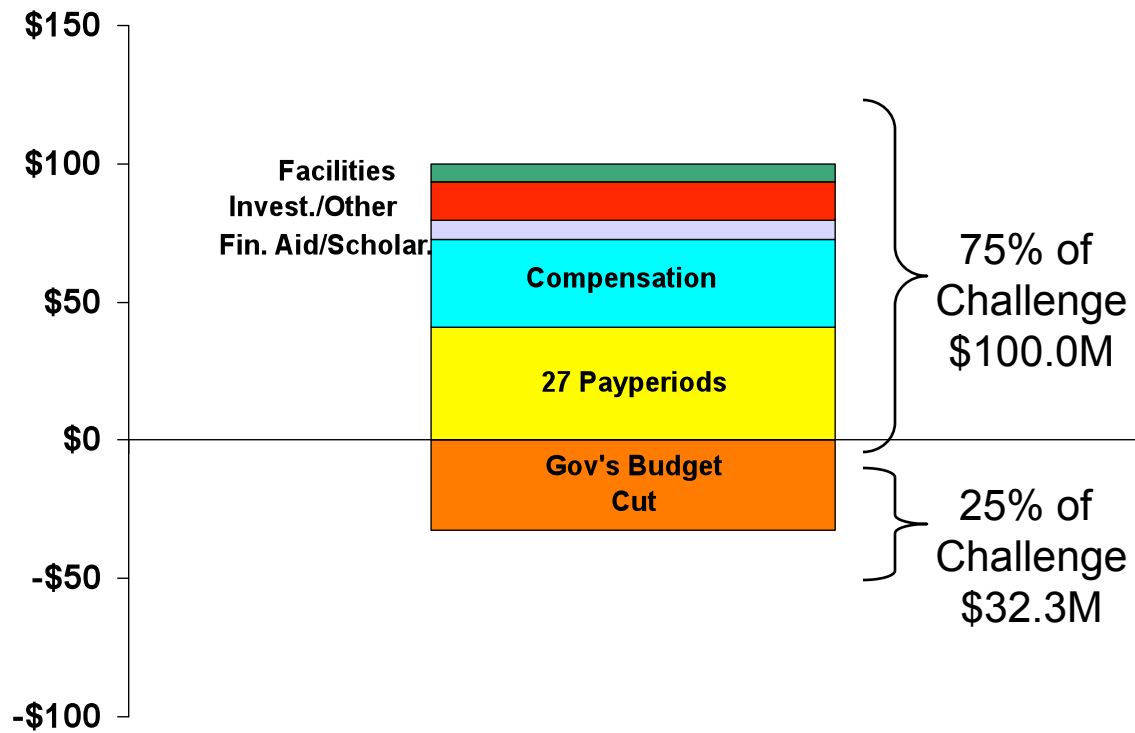 $150
$100
$50
$0
-$50
-$100
Facilities
Invest./Other
Fin. Aid/Scholar.
Compensation
27 Payperiods
Gov's Budget
Cut
75% of
Challenge
$100.0M
25% of
Challenge
$32.3M